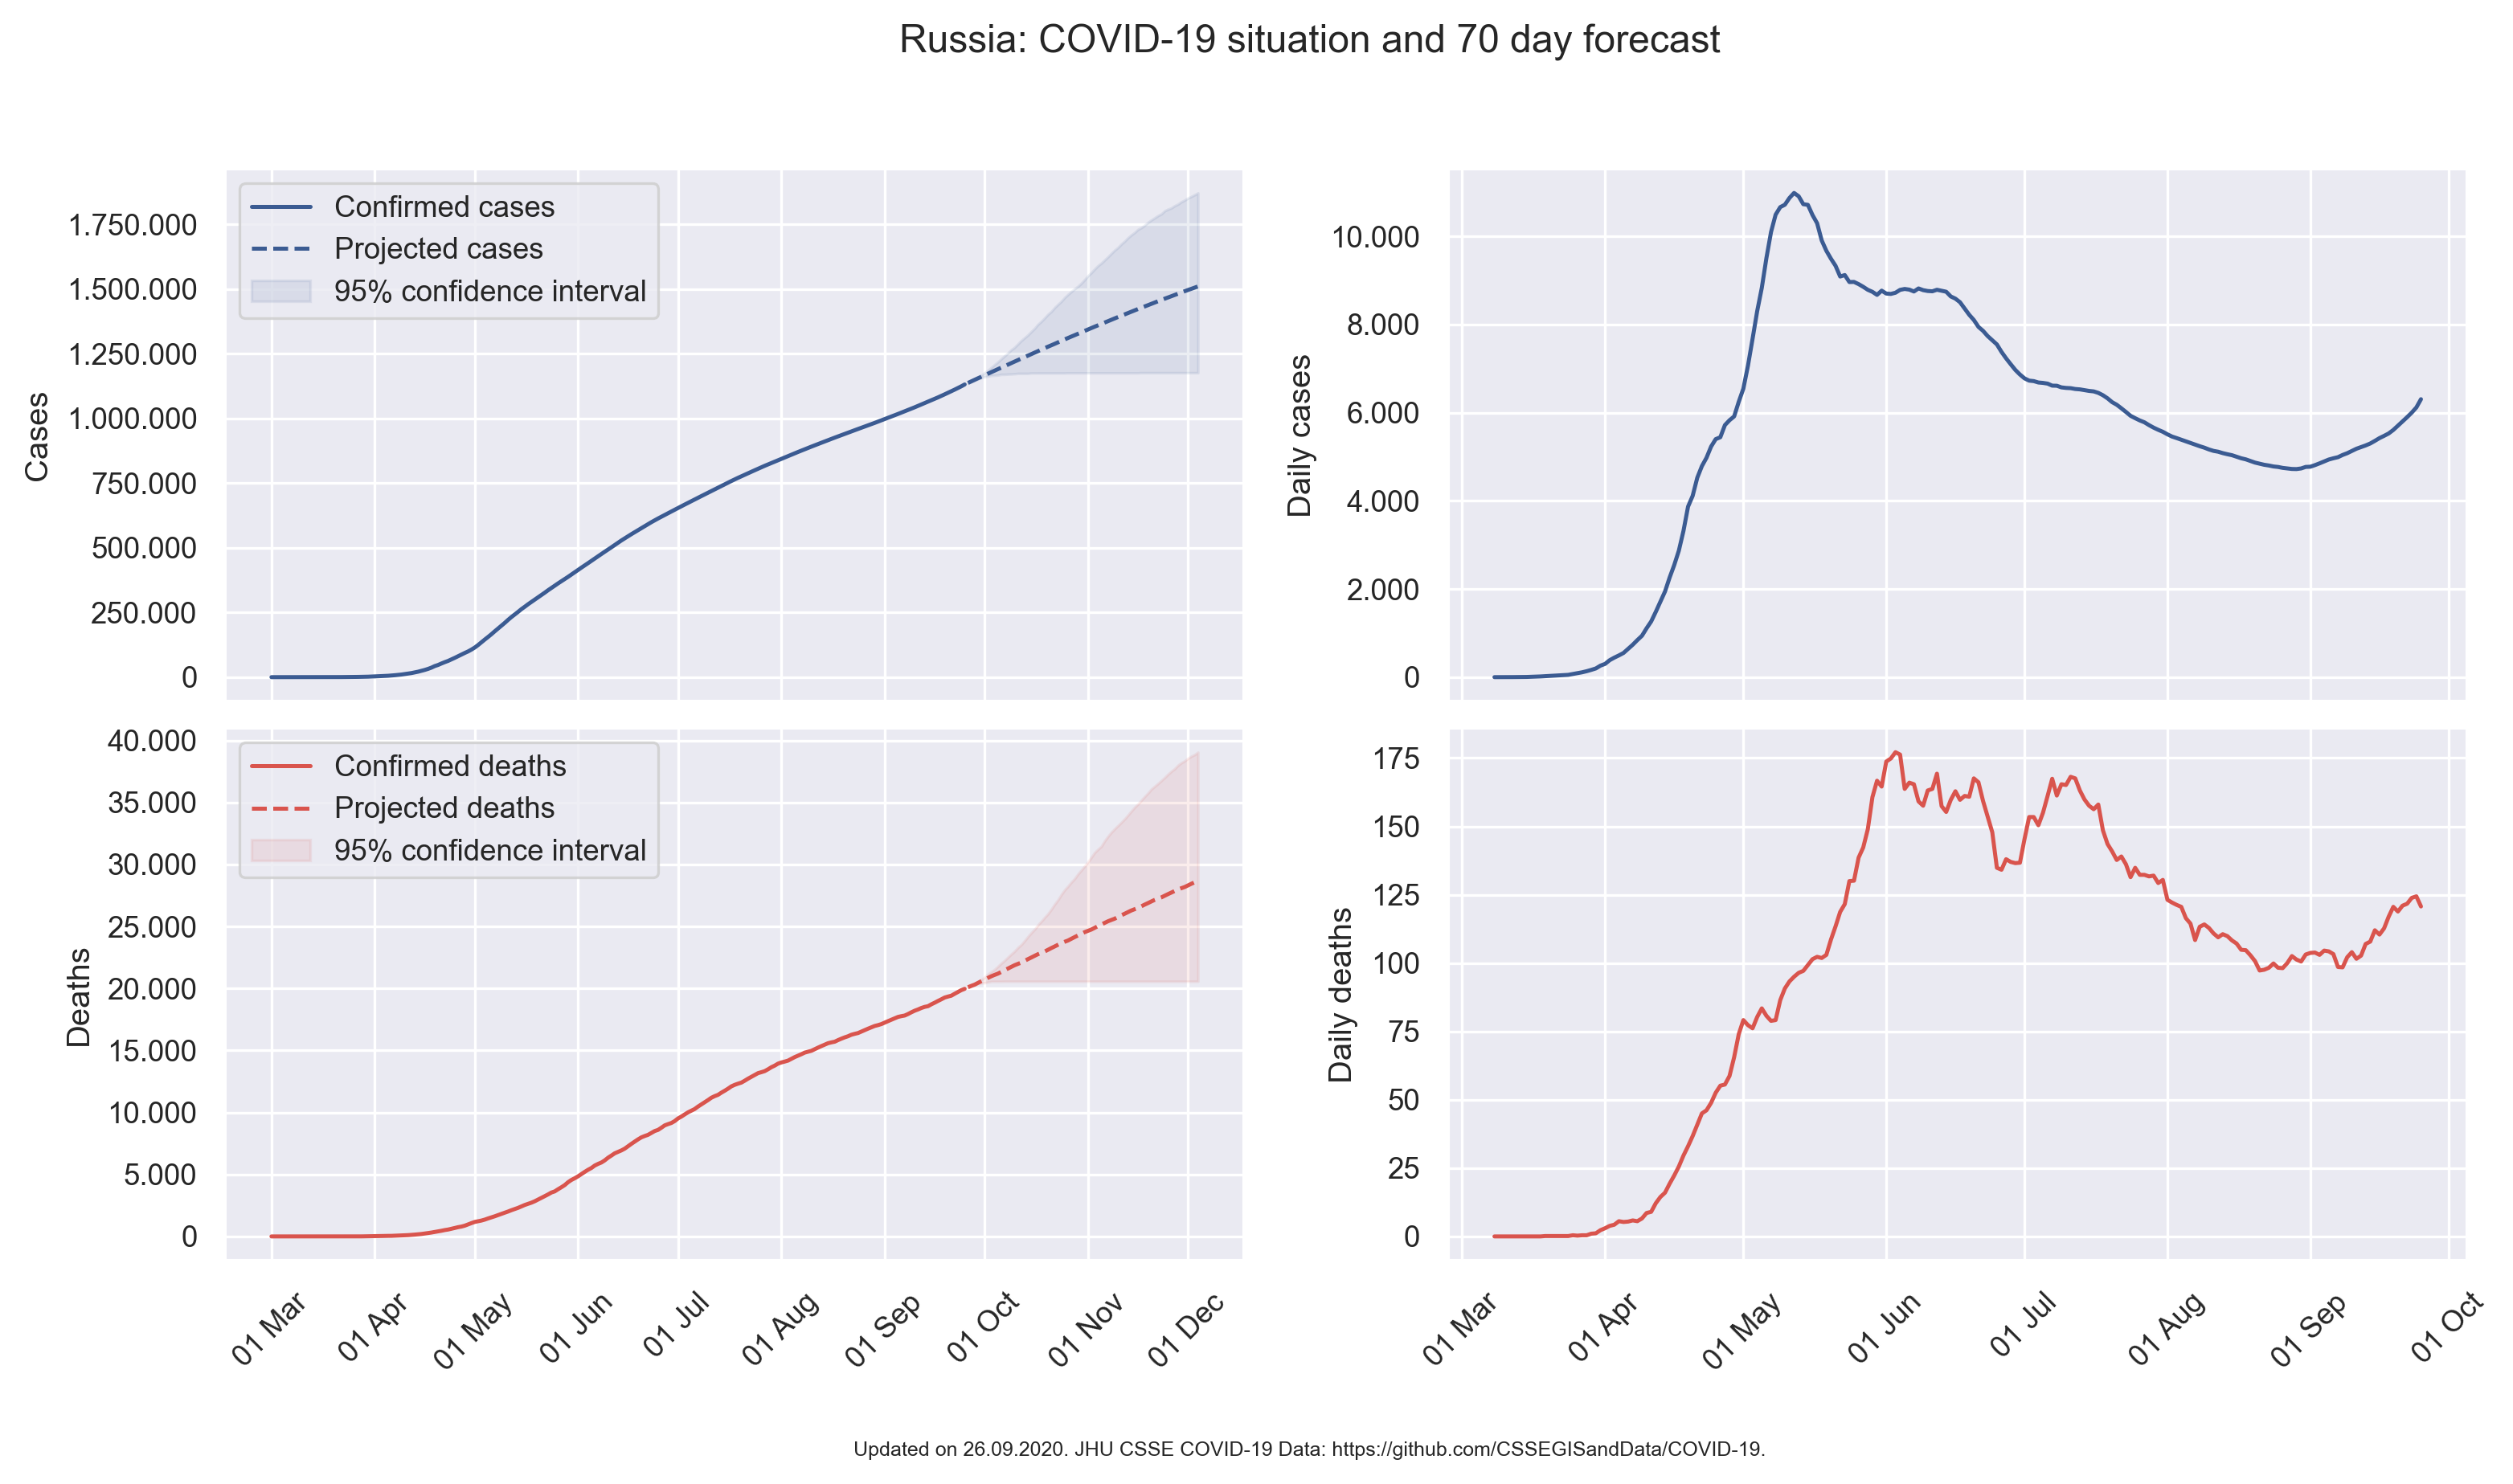 Russia: COVID-19 situation and 70 day forecast
Confirmed cases
Projected cases
95% confidence interval
Cases
1.750.000
1.500.000
1.250.000
1.000.000
750.000
500.000
250.000
0
Daily cases
10.000
8.000
6.000
4.000
2.000
0
Confirmed deaths
Projected deaths
95% confidence interval
Deaths
40.000
35.000
30.000
25.000
20.000
15.000
10.000
5.000
0
01 Mar
01 Apr
01 May
01 Jun
01 Jul
01 Aug
01 Sep
01 Oct
01 Nov
01 Dec
Daily deaths
175
150
125
100
75
50
25
0
01 Mar
01 Apr
01 May
01 Jun
01 Jul
01 Aug
01 Sep
01 Oct
Updated on 26.09.2020. JHU CSSE COVID-19 Data: https://github.com/CSSEGISandData/COVID-19.